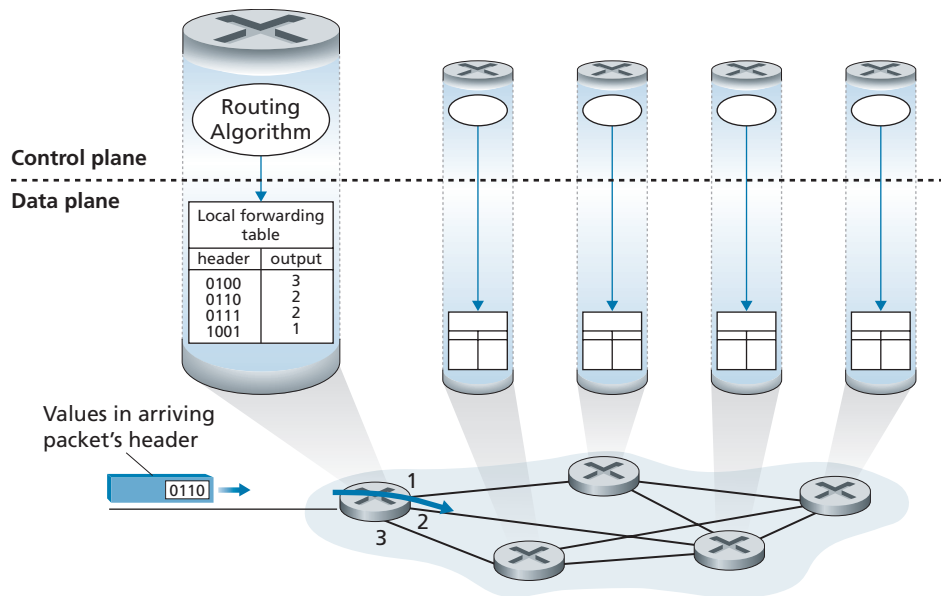 Routing
Algorithm
Control plane
Data plane
Local forwarding
table
header output
0100 3
0110 2
0111 2
1001 1
Values in arriving
packet's header
0110
1
2
3